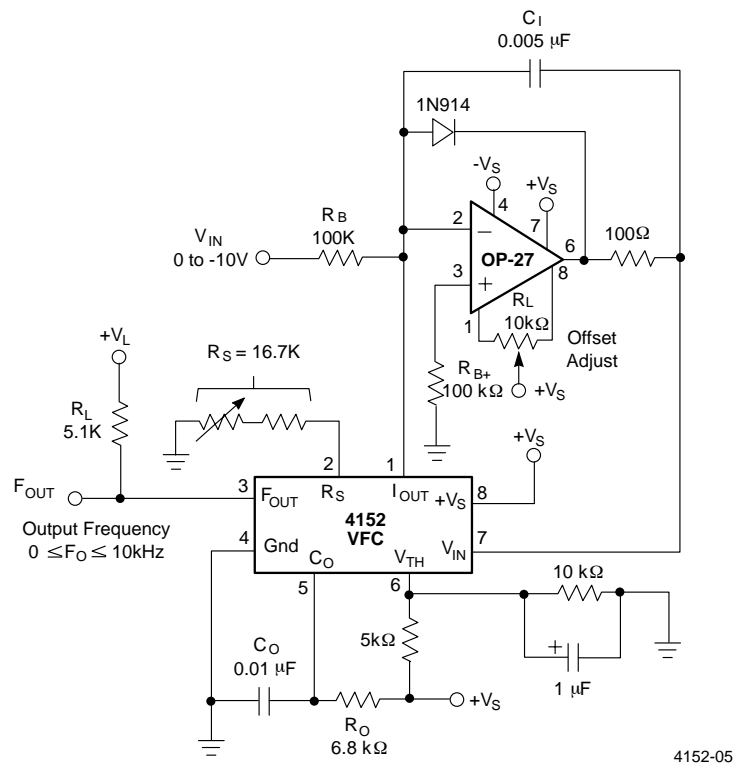 C I
0.005 µF
1N914
-VS
+VS
4
7
R B
100K
VIN
0 to -10V
2
−
OP-27
6
100Ω
3
+
8
RL
10kΩ
1
Offset
Adjust
+VL
RS = 16.7K
RB+
100 kΩ
+VS
RL
5.1K
+VS
2
1
FOUT
3
FOUT
RS
IOUT
+VS
8
Output Frequency
0 ≤FO ≤ 10kHz
4152
VFC
4
Gnd
7
VIN
CO
VTH
5
6
10 kΩ
5kΩ
+
1 µF
C O
0.01 µF
+VS
RO
6.8 kΩ
4152-05